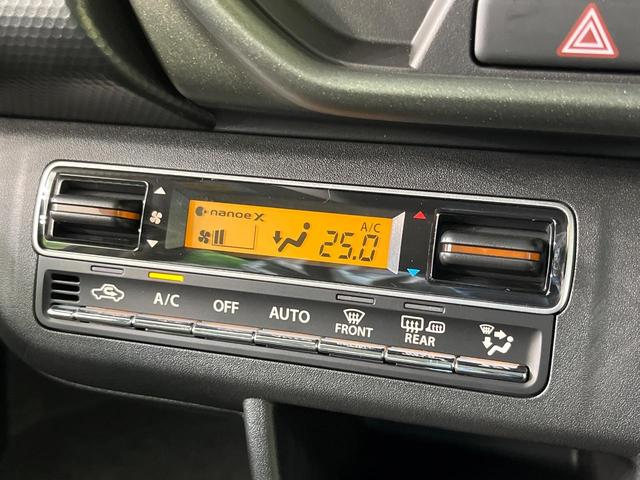 nanoe X
A/C
25.0
A/C
OFF
AUTO
FRONT
REAR